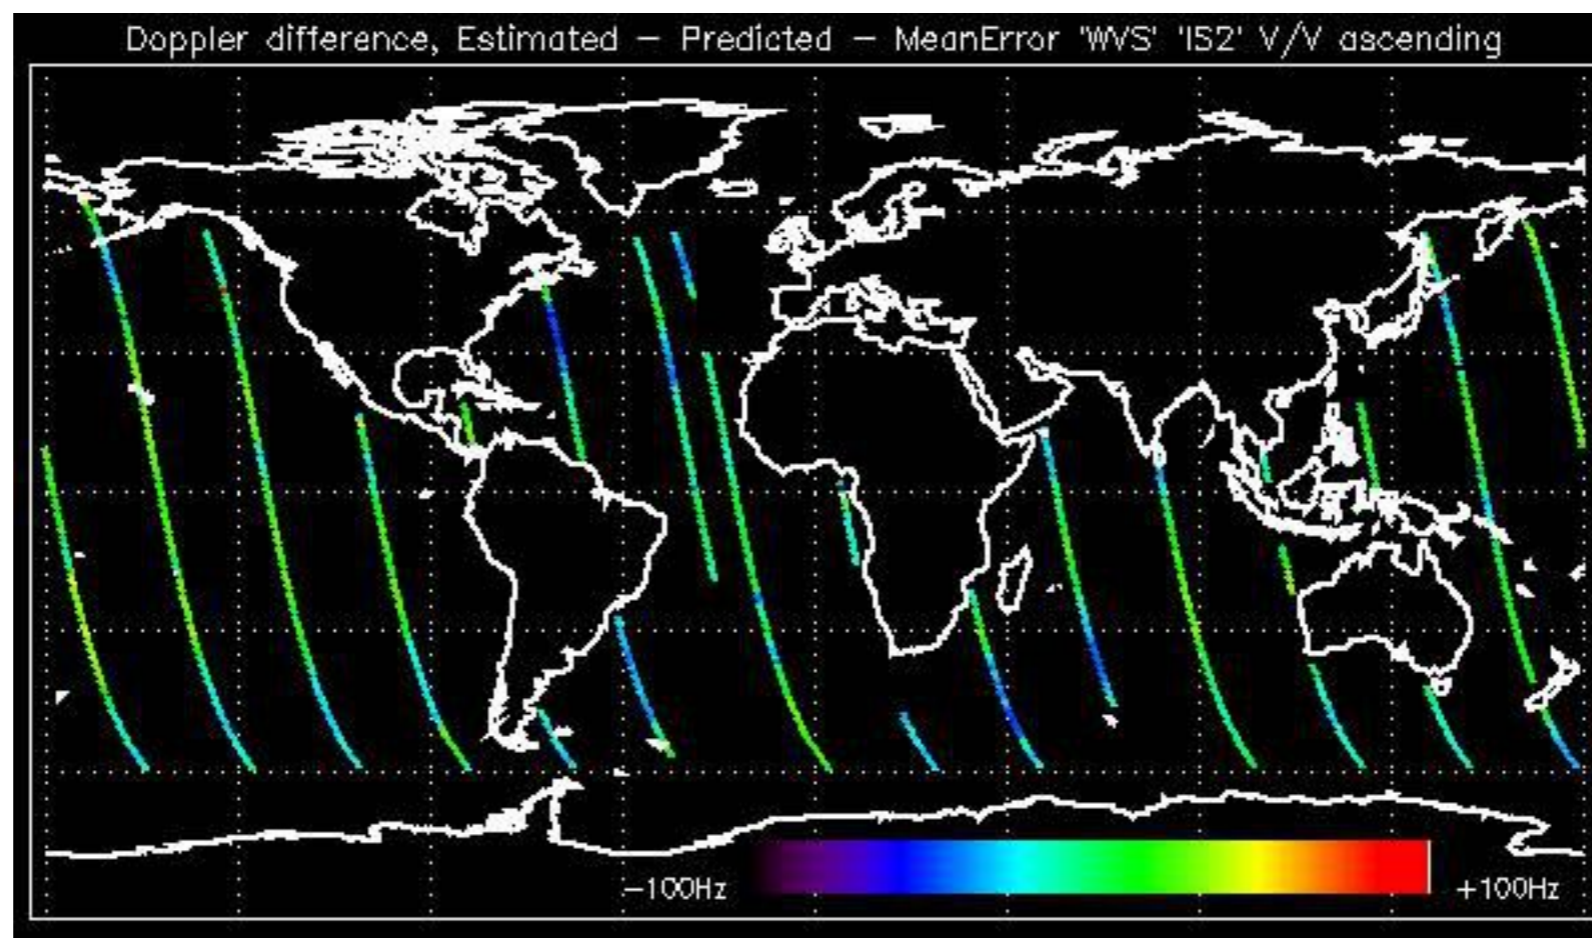 Doppler difference, Estimated − Predicted − MeanError 'WVS' 'IS2' V/V ascending
−100Hz +100Hz